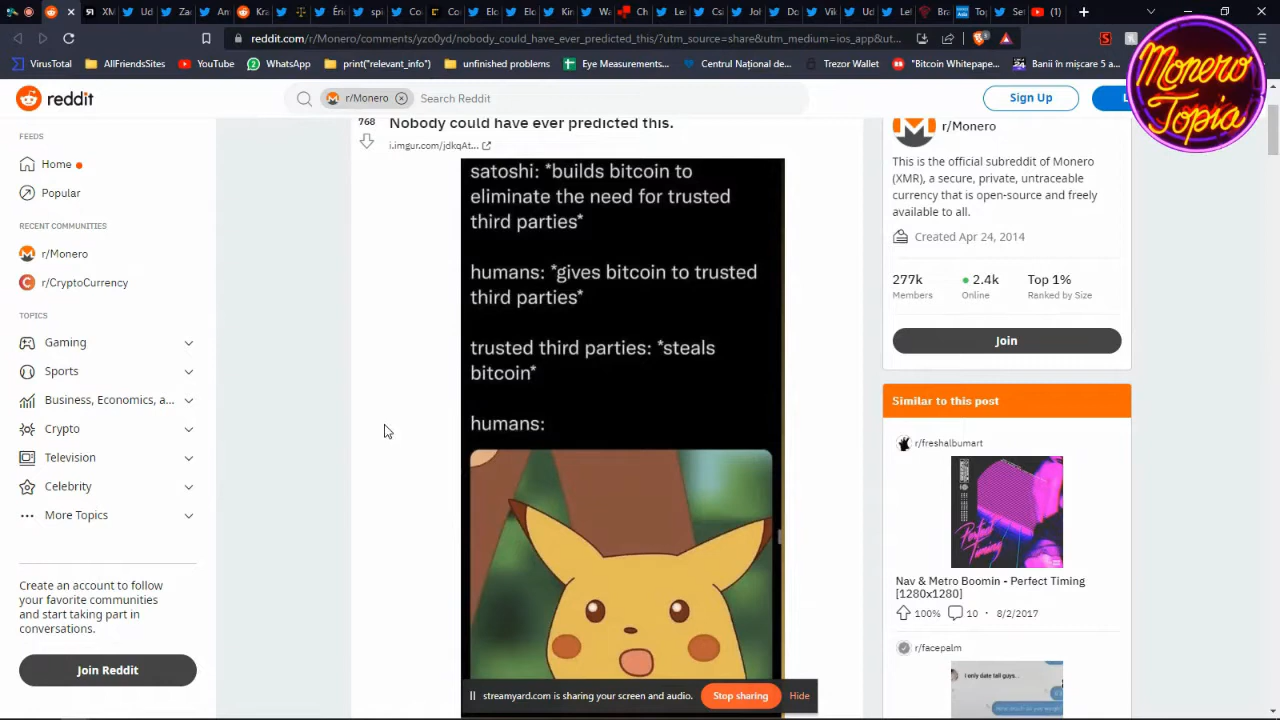 Ud
Za
reddit.com/r/Monero/comments/yzo0yd/nobody_could_have_ever_predicted_this/?utm_source=share&utm_medium=ios_app&ut...
VirusTotal
AllFriendsSites
YouTube
WhatsApp
print("relevant_info")
unfinished problems
Eye Measurements...
Centrul Național de...
Trezor Wallet
"Bitcoin Whitepape...
Banii în mișcare 5 a...
Monero
Topia
reddit
r/Monero
Search Reddit
Sign Up
FEEDS
Home
Popular
RECENT COMMUNITIES
r/Monero
r/CryptoCurrency
TOPICS
Gaming
Sports
Business, Economics, a...
Crypto
Television
Celebrity
More Topics
Create an account to follow
your favorite communities
and start taking part in
conversations.
Join Reddit
768
Nobody could have ever predicted this.
i.imgur.com/jdkqAt...
satoshi: *builds bitcoin to
eliminate the need for trusted
third parties*
humans: *gives bitcoin to trusted
third parties*
trusted third parties: *steals
bitcoin*
humans:
streamyard.com is sharing your screen and audio.
Stop sharing
Hide
r/Monero
This is the official subreddit of Monero
(XMR), a secure, private, untraceable
currency that is open-source and freely
available to all.
Created Apr 24, 2014
277k
2.4k
Top 1%
Members
Online
Ranked by Size
Join
Similar to this post
r/freshalbumart
Perfect
Timing
Nav & Metro Boomin - Perfect Timing
[1280x1280]
100%
10
8/2/2017
r/facepalm
i only date tall guys...